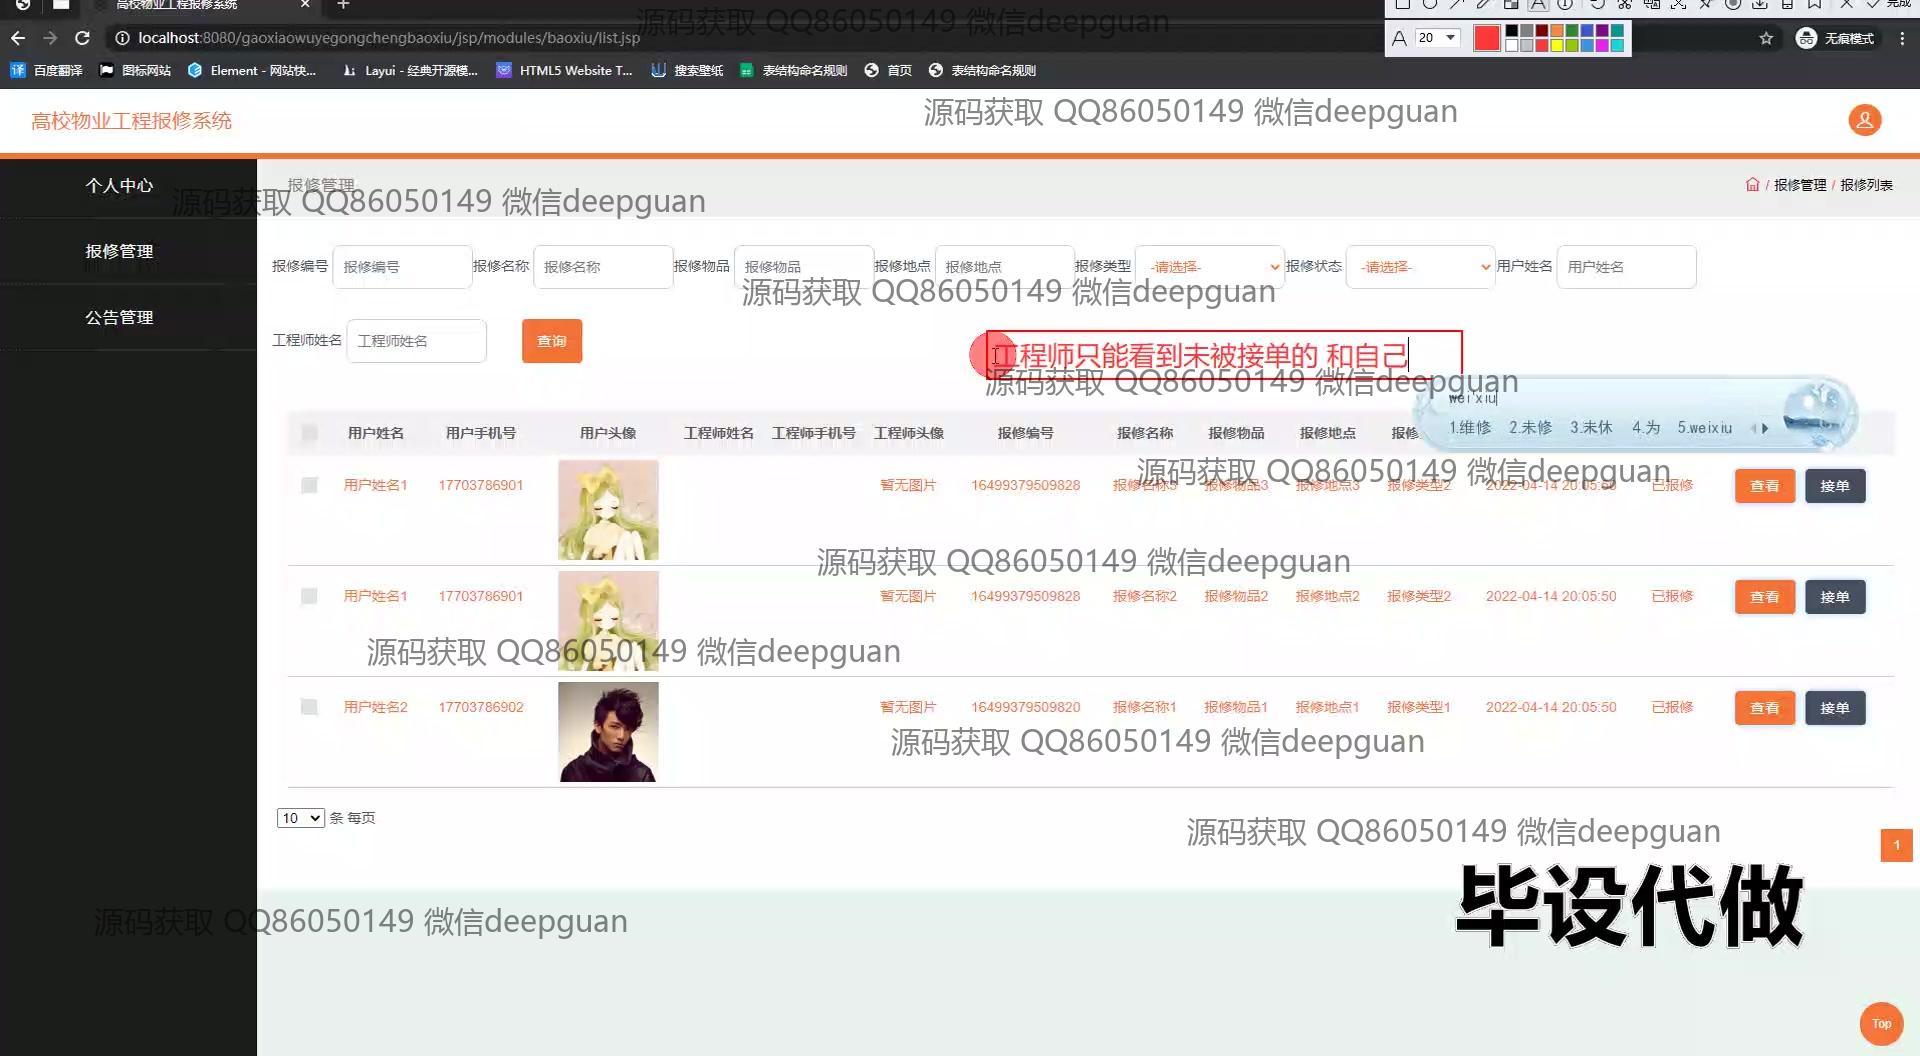 高校物业工程报修系统
完成
localhost:8080/gaoxiaowuyegongchengbaoxiu/jsp/modules/baoxiu/list.jsp
A 20
无痕模式
百度翻译 图标网站 Element - 网站快... Layui - 经典开源模... HTML5 Website T... 搜索壁纸 表结构命名规则 首页 表结构命名规则
源码获取 QQ86050149 微信deepguan
源码获取 QQ86050149 微信deepguan
高校物业工程报修系统
个人中心
报修管理
公告管理
报修管理
/ 报修管理 / 报修列表
源码获取 QQ86050149 微信deepguan
报修编号 报修编号 报修名称 报修名称 报修物品 报修物品 报修地点 报修地点 报修类型 -请选择- 报修状态 -请选择- 用户姓名 用户姓名
源码获取 QQ86050149 微信deepguan
工程师姓名 工程师姓名 查询
工程师只能看到未被接单的 和自己
源码获取 QQ86050149 微信deepguan
wei'xiu
1.维修 2.未修 3.未休 4.为 5.weixiu
用户姓名 用户手机号 用户头像 工程师姓名 工程师手机号 工程师头像 报修编号 报修名称 报修物品 报修地点 报修
源码获取 QQ86050149 微信deepguan
用户姓名1 17703786901 暂无图片 16499379509828 报修名称3 报修物品3 报修地点3 报修类型2 2022-04-14 20:05:50 已报修 查看 接单
源码获取 QQ86050149 微信deepguan
用户姓名1 17703786901 暂无图片 16499379509828 报修名称2 报修物品2 报修地点2 报修类型2 2022-04-14 20:05:50 已报修 查看 接单
源码获取 QQ86050149 微信deepguan
用户姓名2 17703786902 暂无图片 16499379509820 报修名称1 报修物品1 报修地点1 报修类型1 2022-04-14 20:05:50 已报修 查看 接单
源码获取 QQ86050149 微信deepguan
10 条 每页
源码获取 QQ86050149 微信deepguan
1
毕设代做
源码获取 QQ86050149 微信deepguan
Top